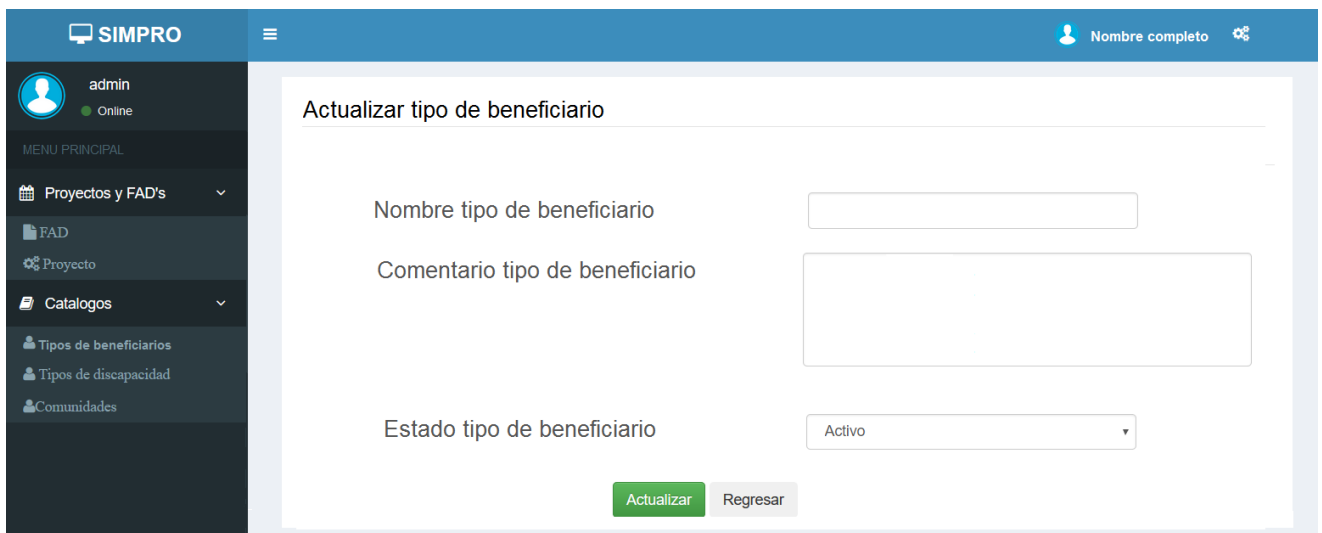 SIMPRO
Nombre completo
admin
Online
MENU PRINCIPAL
Proyectos y FAD's
FAD
Proyecto
Catalogos
Tipos de beneficiarios
Tipos de discapacidad
Comunidades
Actualizar tipo de beneficiario
Nombre tipo de beneficiario
Comentario tipo de beneficiario
Estado tipo de beneficiario
Activo
Actualizar
Regresar